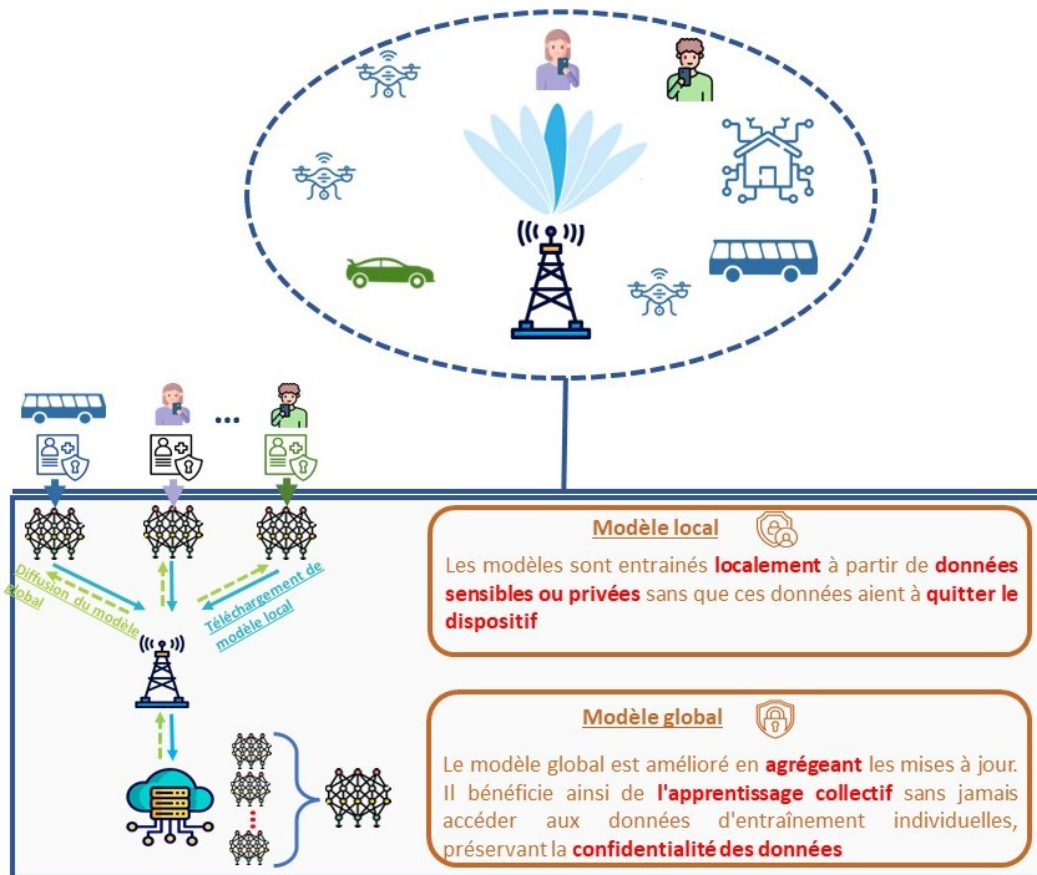 ...
Diffusion du modèle
global
Téléchargement de
modèle local
Modèle local
Les modèles sont entrainés localement à partir de données
sensibles ou privées sans que ces données aient à quitter le
dispositif
Modèle global
Le modèle global est amélioré en agrégeant les mises à jour.
Il bénéficie ainsi de l'apprentissage collectif sans jamais
accéder aux données d'entraînement individuelles,
préservant la confidentialité des données